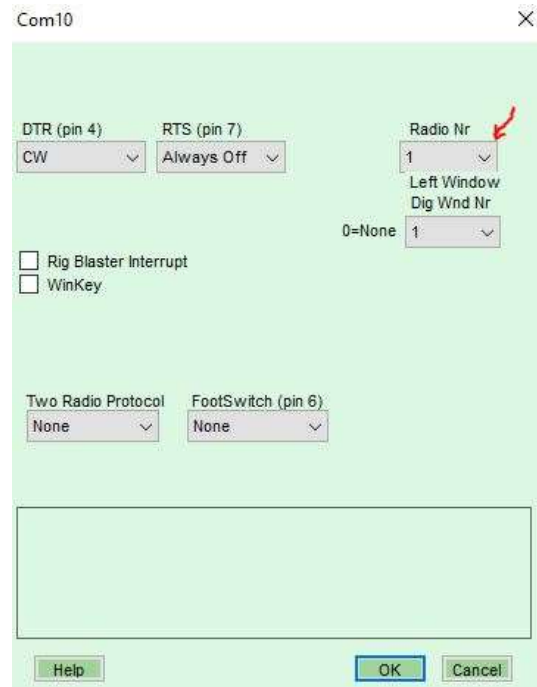 Com10
DTR (pin 4) RTS (pin 7) Radio Nr
CW Always Off 1
Left Window
Dig Wnd Nr
0=None 1
Rig Blaster Interrupt
WinKey
Two Radio Protocol FootSwitch (pin 6)
None None
Help OK Cancel